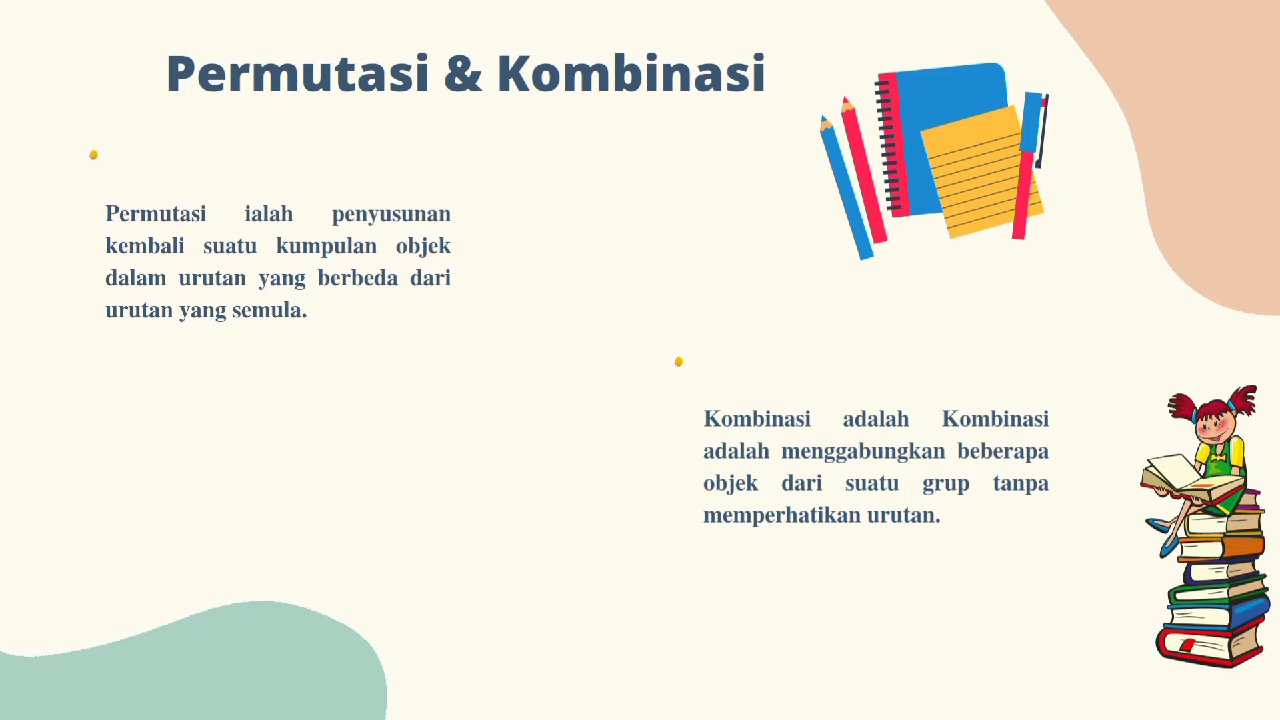 Permutasi & Kombinasi
Permutasi ialah penyusunan
kembali suatu kumpulan objek
dalam urutan yang berbeda dari
urutan yang semula.
Kombinasi adalah Kombinasi
adalah menggabungkan beberapa
objek dari suatu grup tanpa
memperhatikan urutan.